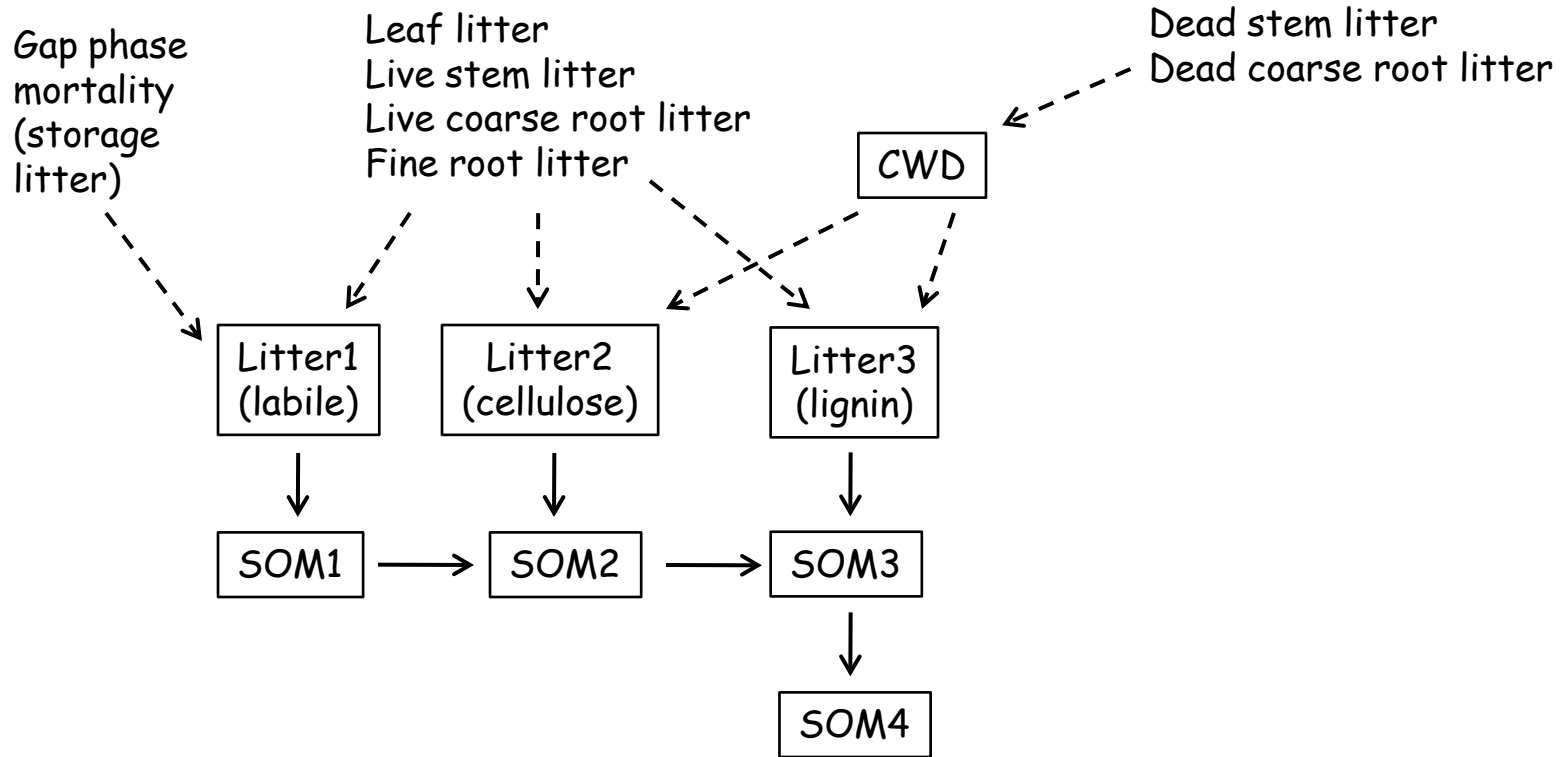 Gap phase
mortality
(storage
litter)
Leaf litter
Live stem litter
Live coarse root litter
Fine root litter
Dead stem litter
Dead coarse root litter
CWD
Litter1
(labile)
Litter2
(cellulose)
Litter3
(lignin)
SOM1
SOM2
SOM3
SOM4